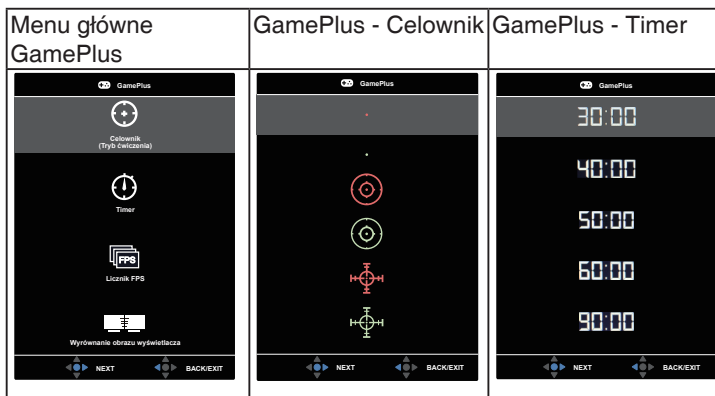 Menu główne
GamePlus
GamePlus - Celownik
GamePlus - Timer
GamePlus
Celownik
(Tryb ćwiczenia)
Timer
FPS
Licznik FPS
Wyrównanie obrazu wyświetlacza
NEXT
BACK/EXIT
GamePlus
NEXT
BACK/EXIT
GamePlus
30:00
40:00
50:00
60:00
90:00
NEXT
BACK/EXIT